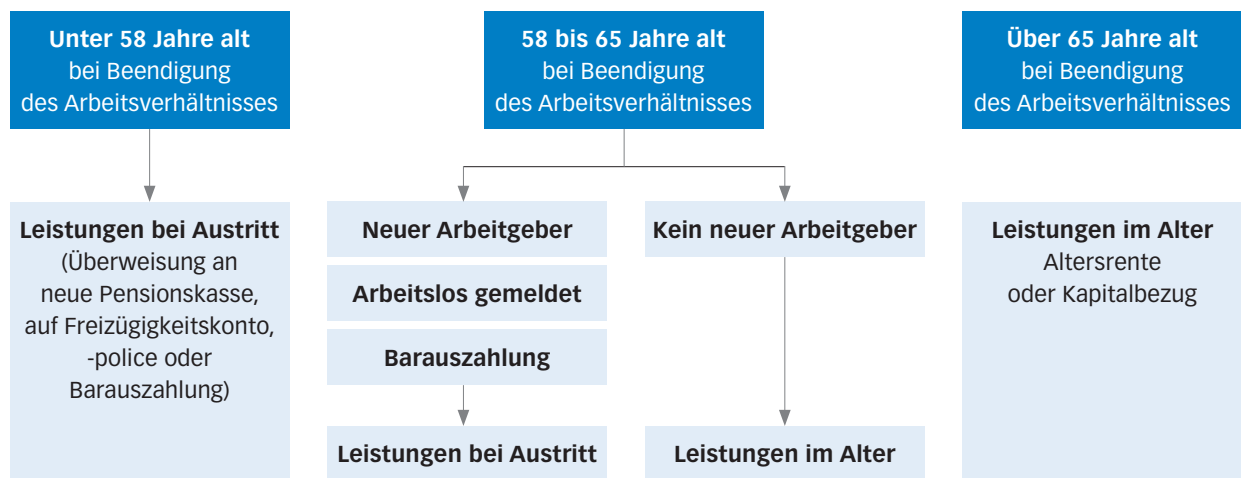 Unter 58 Jahre alt
bei Beendigung
des Arbeitsverhältnisses
58 bis 65 Jahre alt
bei Beendigung
des Arbeitsverhältnisses
Über 65 Jahre alt
bei Beendigung
des Arbeitsverhältnisses
Leistungen bei Austritt
(Überweisung an
neue Pensionskasse,
auf Freizügigkeitskonto,
-police oder
Barauszahlung)
Neuer Arbeitgeber
Arbeitslos gemeldet
Barauszahlung
Leistungen bei Austritt
Kein neuer Arbeitgeber
Leistungen im Alter
Leistungen im Alter
Altersrente
oder Kapitalbezug